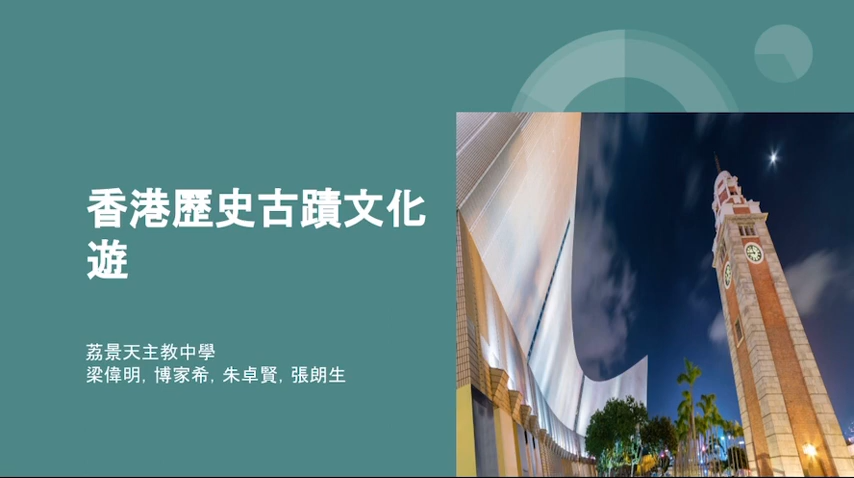 香港歷史古蹟文化
遊
荔景天主教中學
梁偉明, 博家希, 朱卓賢, 張朗生